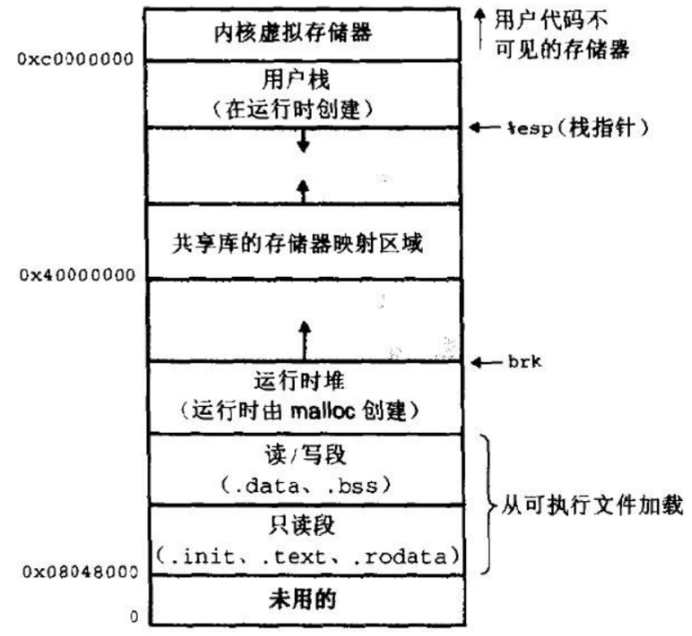 内核虚拟存储器
用户代码不
可见的存储器
0xc0000000
用户栈
(在运行时创建)
%esp(栈指针)
共享库的存储器映射区域
0x40000000
brk
运行时堆
(运行时由 malloc 创建)
读/写段
(.data、.bss)
从可执行文件加载
只读段
(.init、.text、.rodata)
0x08048000
未用的
0